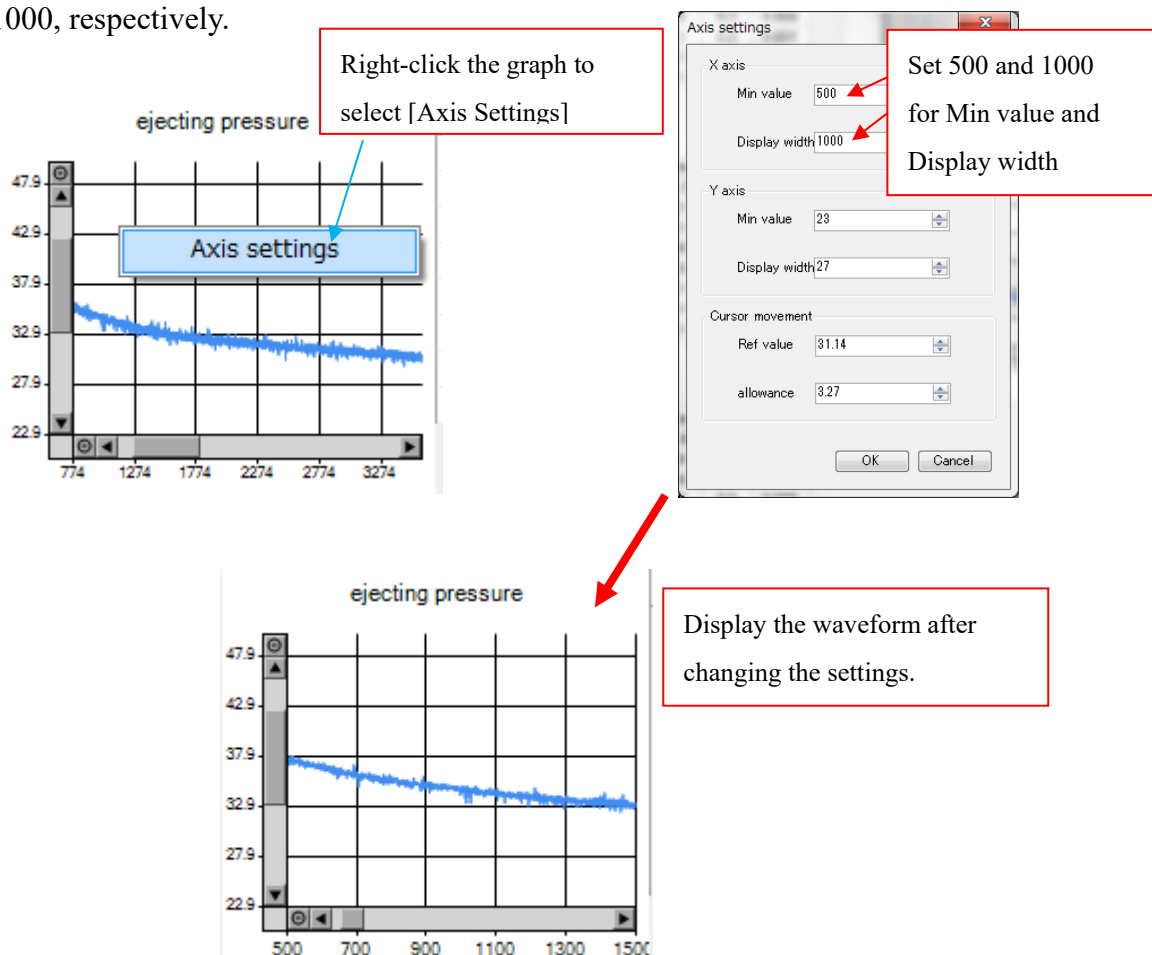 1000, respectively.
Right-click the graph to
select [Axis Settings]
ejecting pressure
47.9
42.9
37.9
32.9
27.9
22.9
Axis settings
774 1274 1774 2274 2774 3274
Axis settings
X axis
Min value 500
Display width 1000
Set 500 and 1000
for Min value and
Display width
Y axis
Min value 23
Display width 27
Cursor movement
Ref value 31.14
allowance 3.27
OK Cancel
ejecting pressure
47.9
42.9
37.9
32.9
27.9
22.9
500 700 900 1100 1300 1500
Display the waveform after
changing the settings.